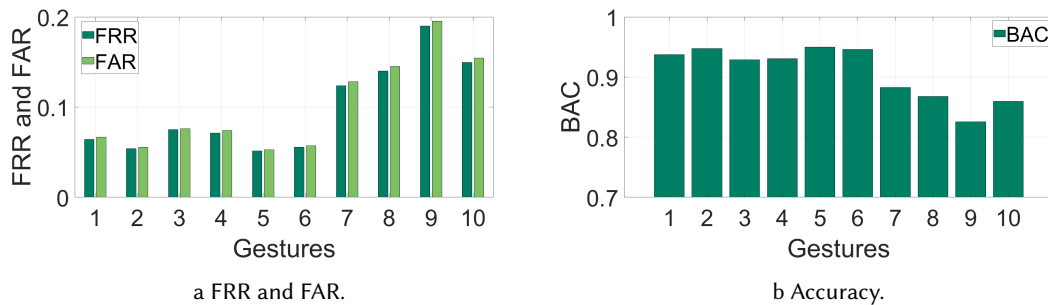 0.2
0.1
0
FRR and FAR
FRR
FAR
1 2 3 4 5 6 7 8 9 10
Gestures
a FRR and FAR.
1
0.9
0.8
0.7
BAC
BAC
1 2 3 4 5 6 7 8 9 10
Gestures
b Accuracy.